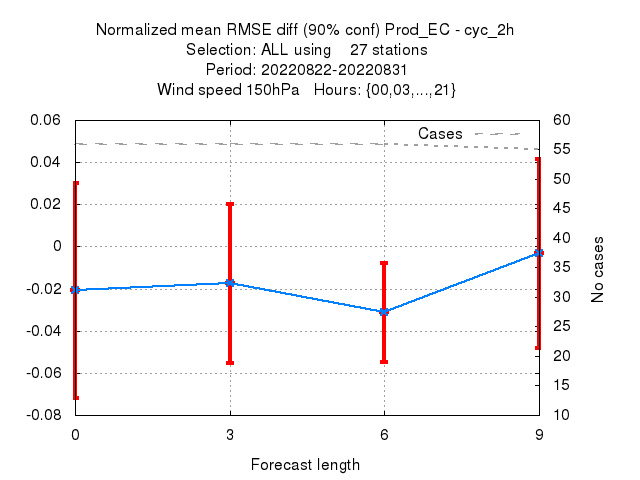 Normalized mean RMSE diff (90% conf) Prod_EC - cyc_2h
Selection: ALL using    27 stations
Period: 20220822-20220831
Wind speed 150hPa   Hours: {00,03,...,21}
Cases
0.06
0.04
0.02
0
-0.02
-0.04
-0.06
-0.08
60
55
50
45
40
35
30
25
20
15
10
No cases
0 3 6 9
Forecast length